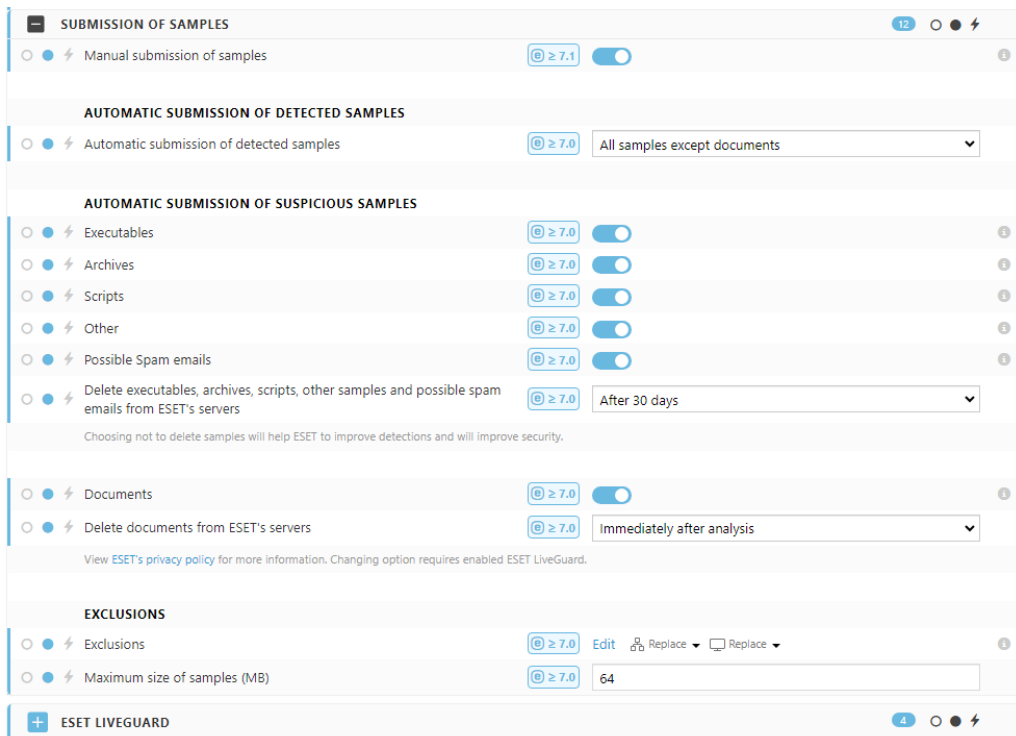 SUBMISSION OF SAMPLES 12
Manual submission of samples ≥ 7.1
AUTOMATIC SUBMISSION OF DETECTED SAMPLES
Automatic submission of detected samples ≥ 7.0 All samples except documents
AUTOMATIC SUBMISSION OF SUSPICIOUS SAMPLES
Executables ≥ 7.0
Archives ≥ 7.0
Scripts ≥ 7.0
Other ≥ 7.0
Possible Spam emails ≥ 7.0
Delete executables, archives, scripts, other samples and possible spam
emails from ESET's servers ≥ 7.0 After 30 days
Choosing not to delete samples will help ESET to improve detections and will improve security.
Documents ≥ 7.0
Delete documents from ESET's servers ≥ 7.0 Immediately after analysis
View ESET's privacy policy for more information. Changing option requires enabled ESET LiveGuard.
EXCLUSIONS
Exclusions ≥ 7.0 Edit Replace Replace
Maximum size of samples (MB) ≥ 7.0 64
ESET LIVEGUARD 4